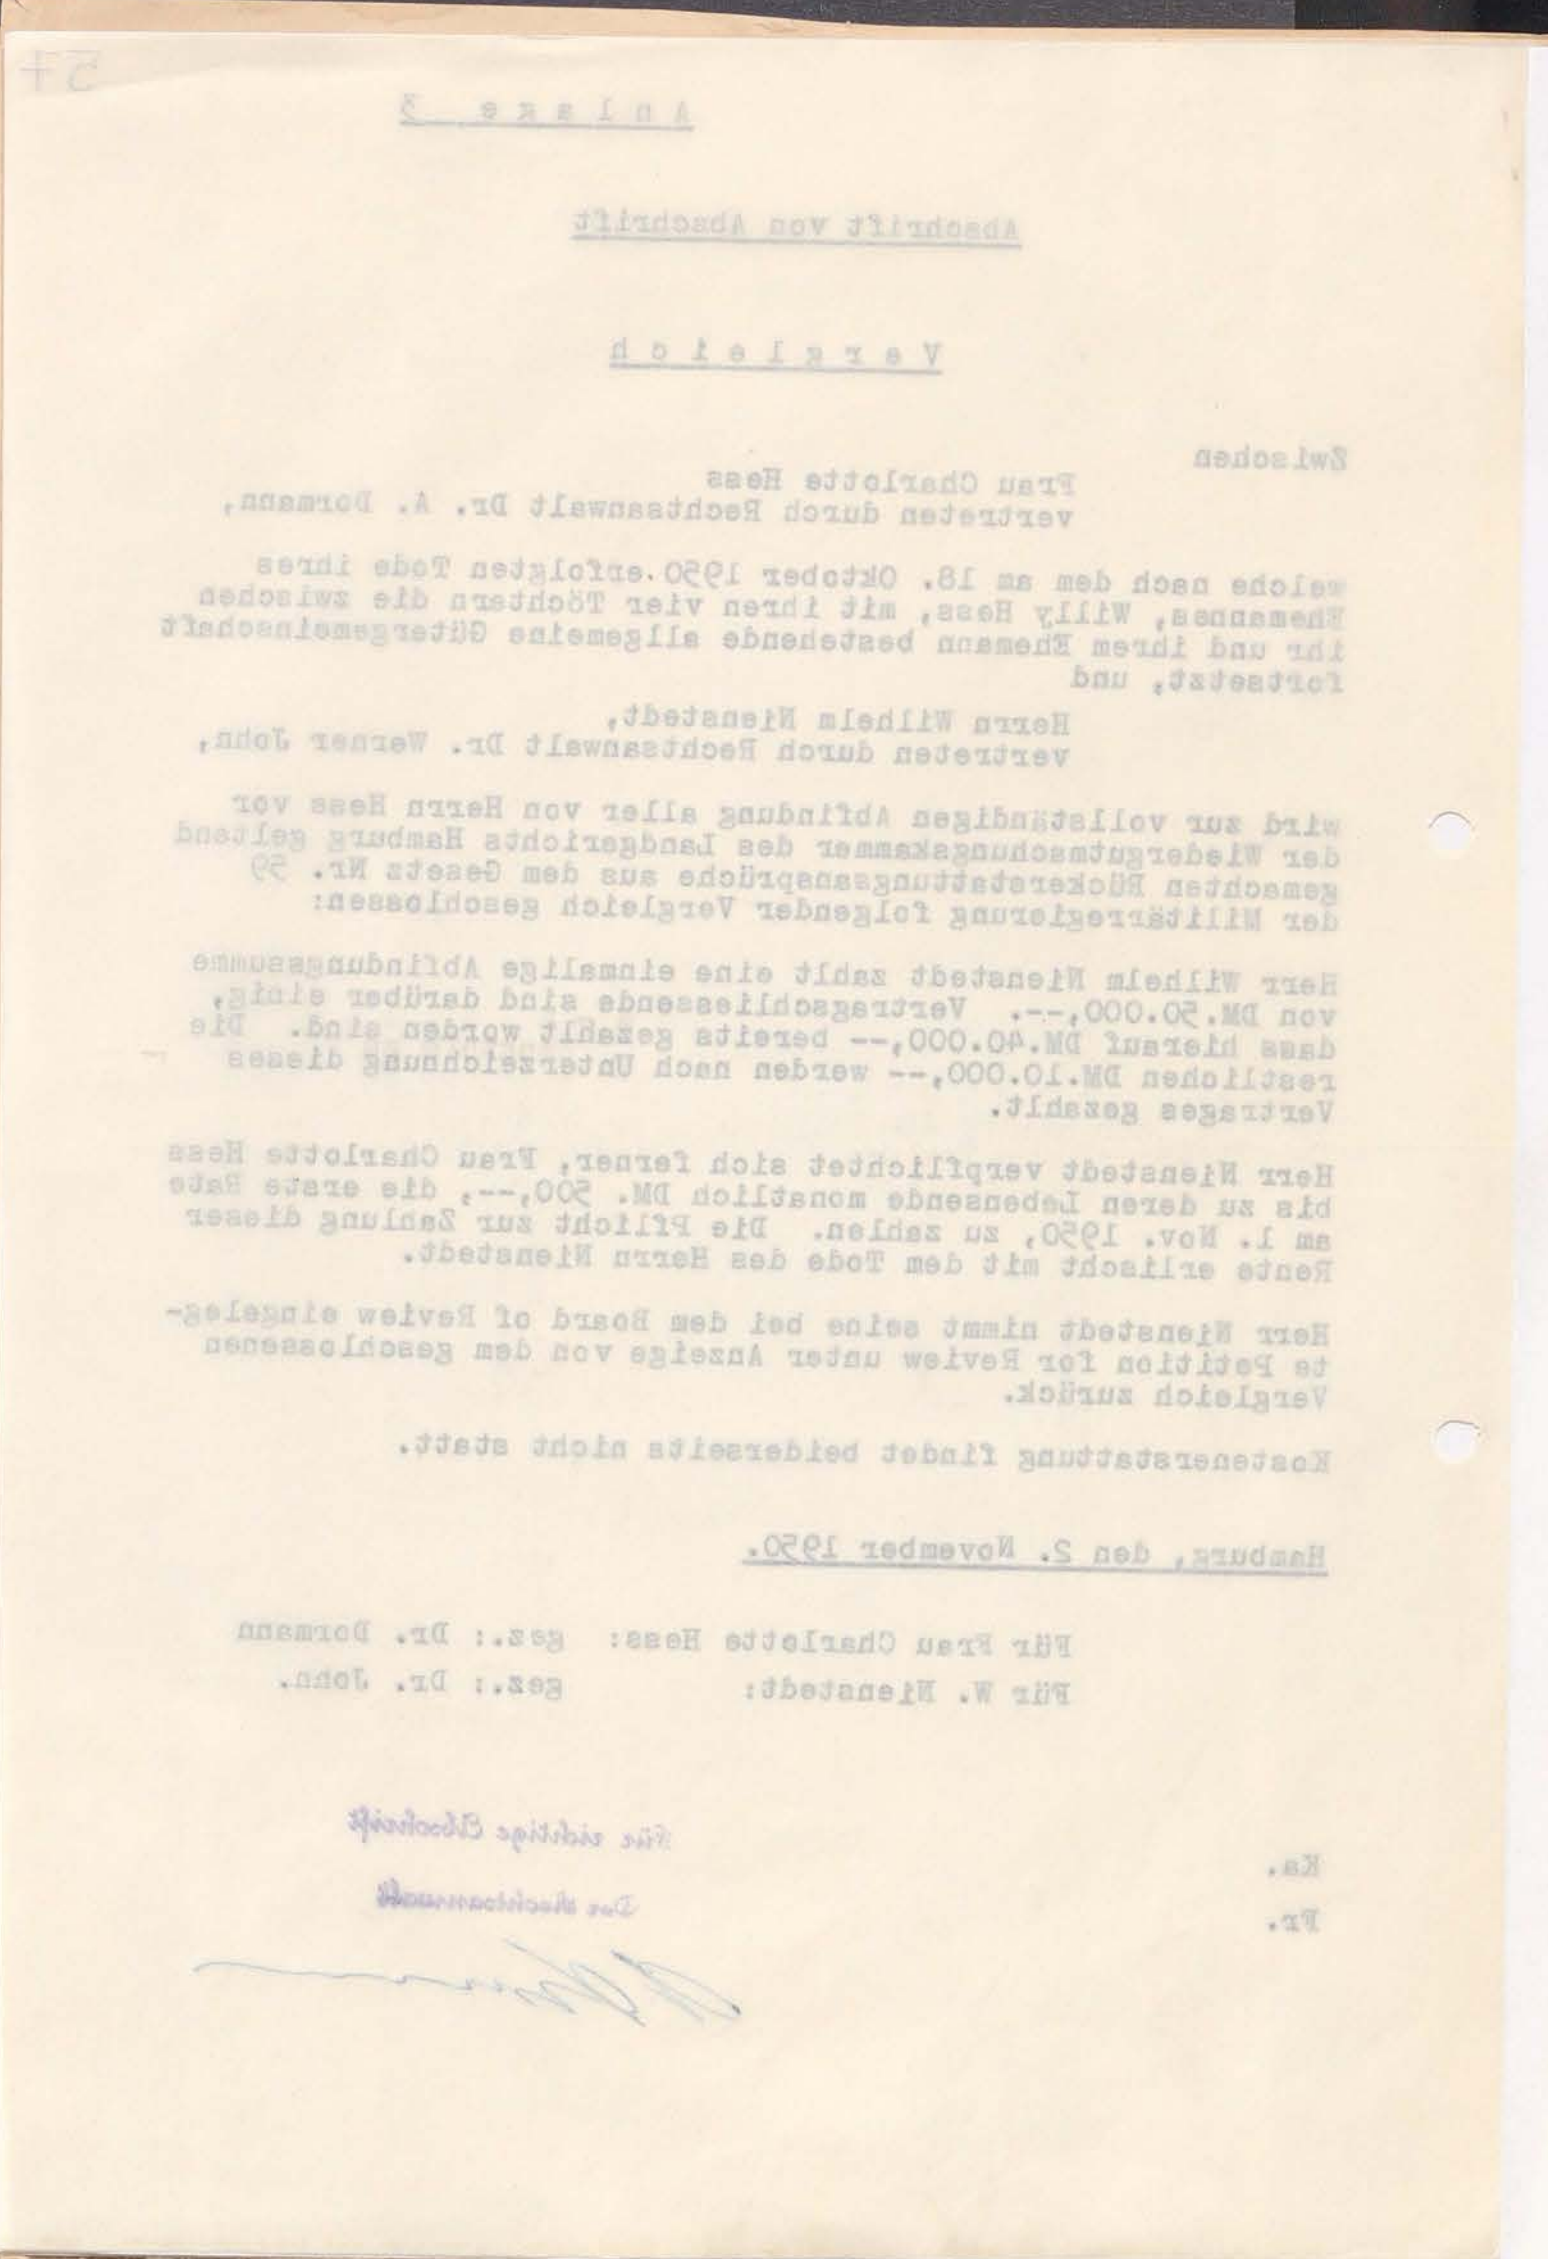 57
Anlage 3
Abschrift von Abschrift
Vergleich
Zwischen
Frau Charlotte Hess
vertreten durch Rechtsanwalt Dr. A. Dormann,
welche nach dem am 18. Oktober 1950.erfolgten Tode ihres
Ehemannes, Willy Hess, mit ihren vier Töchtern die zwischen
ihr und ihrem Ehemann bestehende allgemeine Gütergemeinschaft
fortsetzt, und
Herrn Wilhelm Nienstedt,
vertreten durch Rechtsanwalt Dr. Werner John,
wird zur vollständigen Abfindung aller von Herrn Hess vor
der Wiedergutmachungskammer des Landgerichts Hamburg geltend
gemachten Rückerstattungsansprüche aus dem Gesetz Nr. 59
der Militärregierung folgender Vergleich geschlossen:
Herr Wilhelm Nienstedt zahlt eine einmalige Abfindungssumme
von DM.50.000,--. Vertragschliessende sind darüber einig,
dass hierauf DM.40.000,-- bereits gezahlt worden sind. Die
restlichen DM.10.000,-- werden nach Unterzeichnung dieses
Vertrages gezahlt.
Herr Nienstedt verpflichtet sich ferner, Frau Charlotte Hess
bis zu deren Lebensende monatlich DM. 500,--, die erste Rate
am 1. Nov. 1950, zu zahlen. Die Pflicht zur Zahlung dieser
Rente erlischt mit dem Tode des Herrn Nienstedt.
Herr Nienstedt nimmt seine bei dem Board of Review eingeleg-
te Petition for Review unter Anzeige von dem geschlossenen
Vergleich zurück.
Kostenerstattung findet beiderseits nicht statt.
Hamburg, den 2. November 1950.
Für Frau Charlotte Hess: gez.: Dr. Dormann
Für W. Nienstedt: gez.: Dr. John.
Für richtige Abschrift
Ka.
Der Rechtsanwalt
Fr.